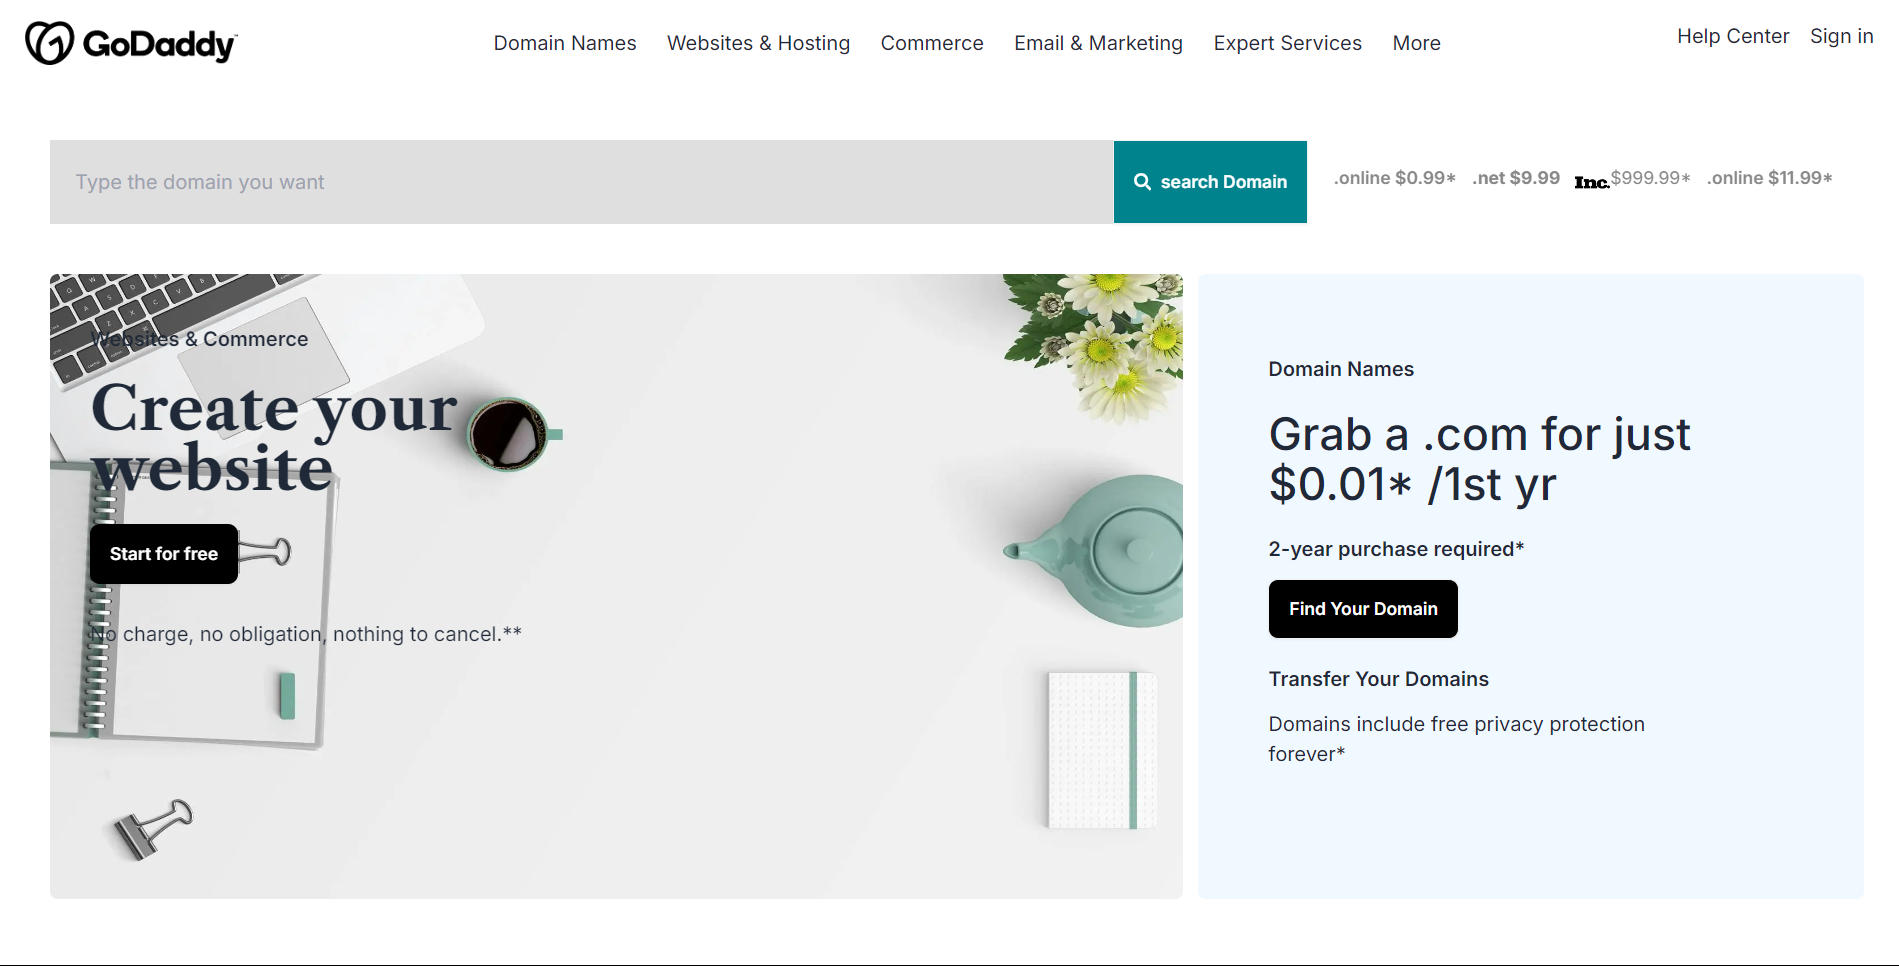 GoDaddy
Domain Names
Websites & Hosting
Commerce
Email & Marketing
Expert Services
More
Help Center
Sign in
Type the domain you want
search Domain
.online $0.99*
.net $9.99
Inc.$999.99*
.online $11.99*
Websites & Commerce
Create your
website
Start for free
No charge, no obligation, nothing to cancel.**
Domain Names
Grab a .com for just
$0.01* /1st yr
2-year purchase required*
Find Your Domain
Transfer Your Domains
Domains include free privacy protection
forever*